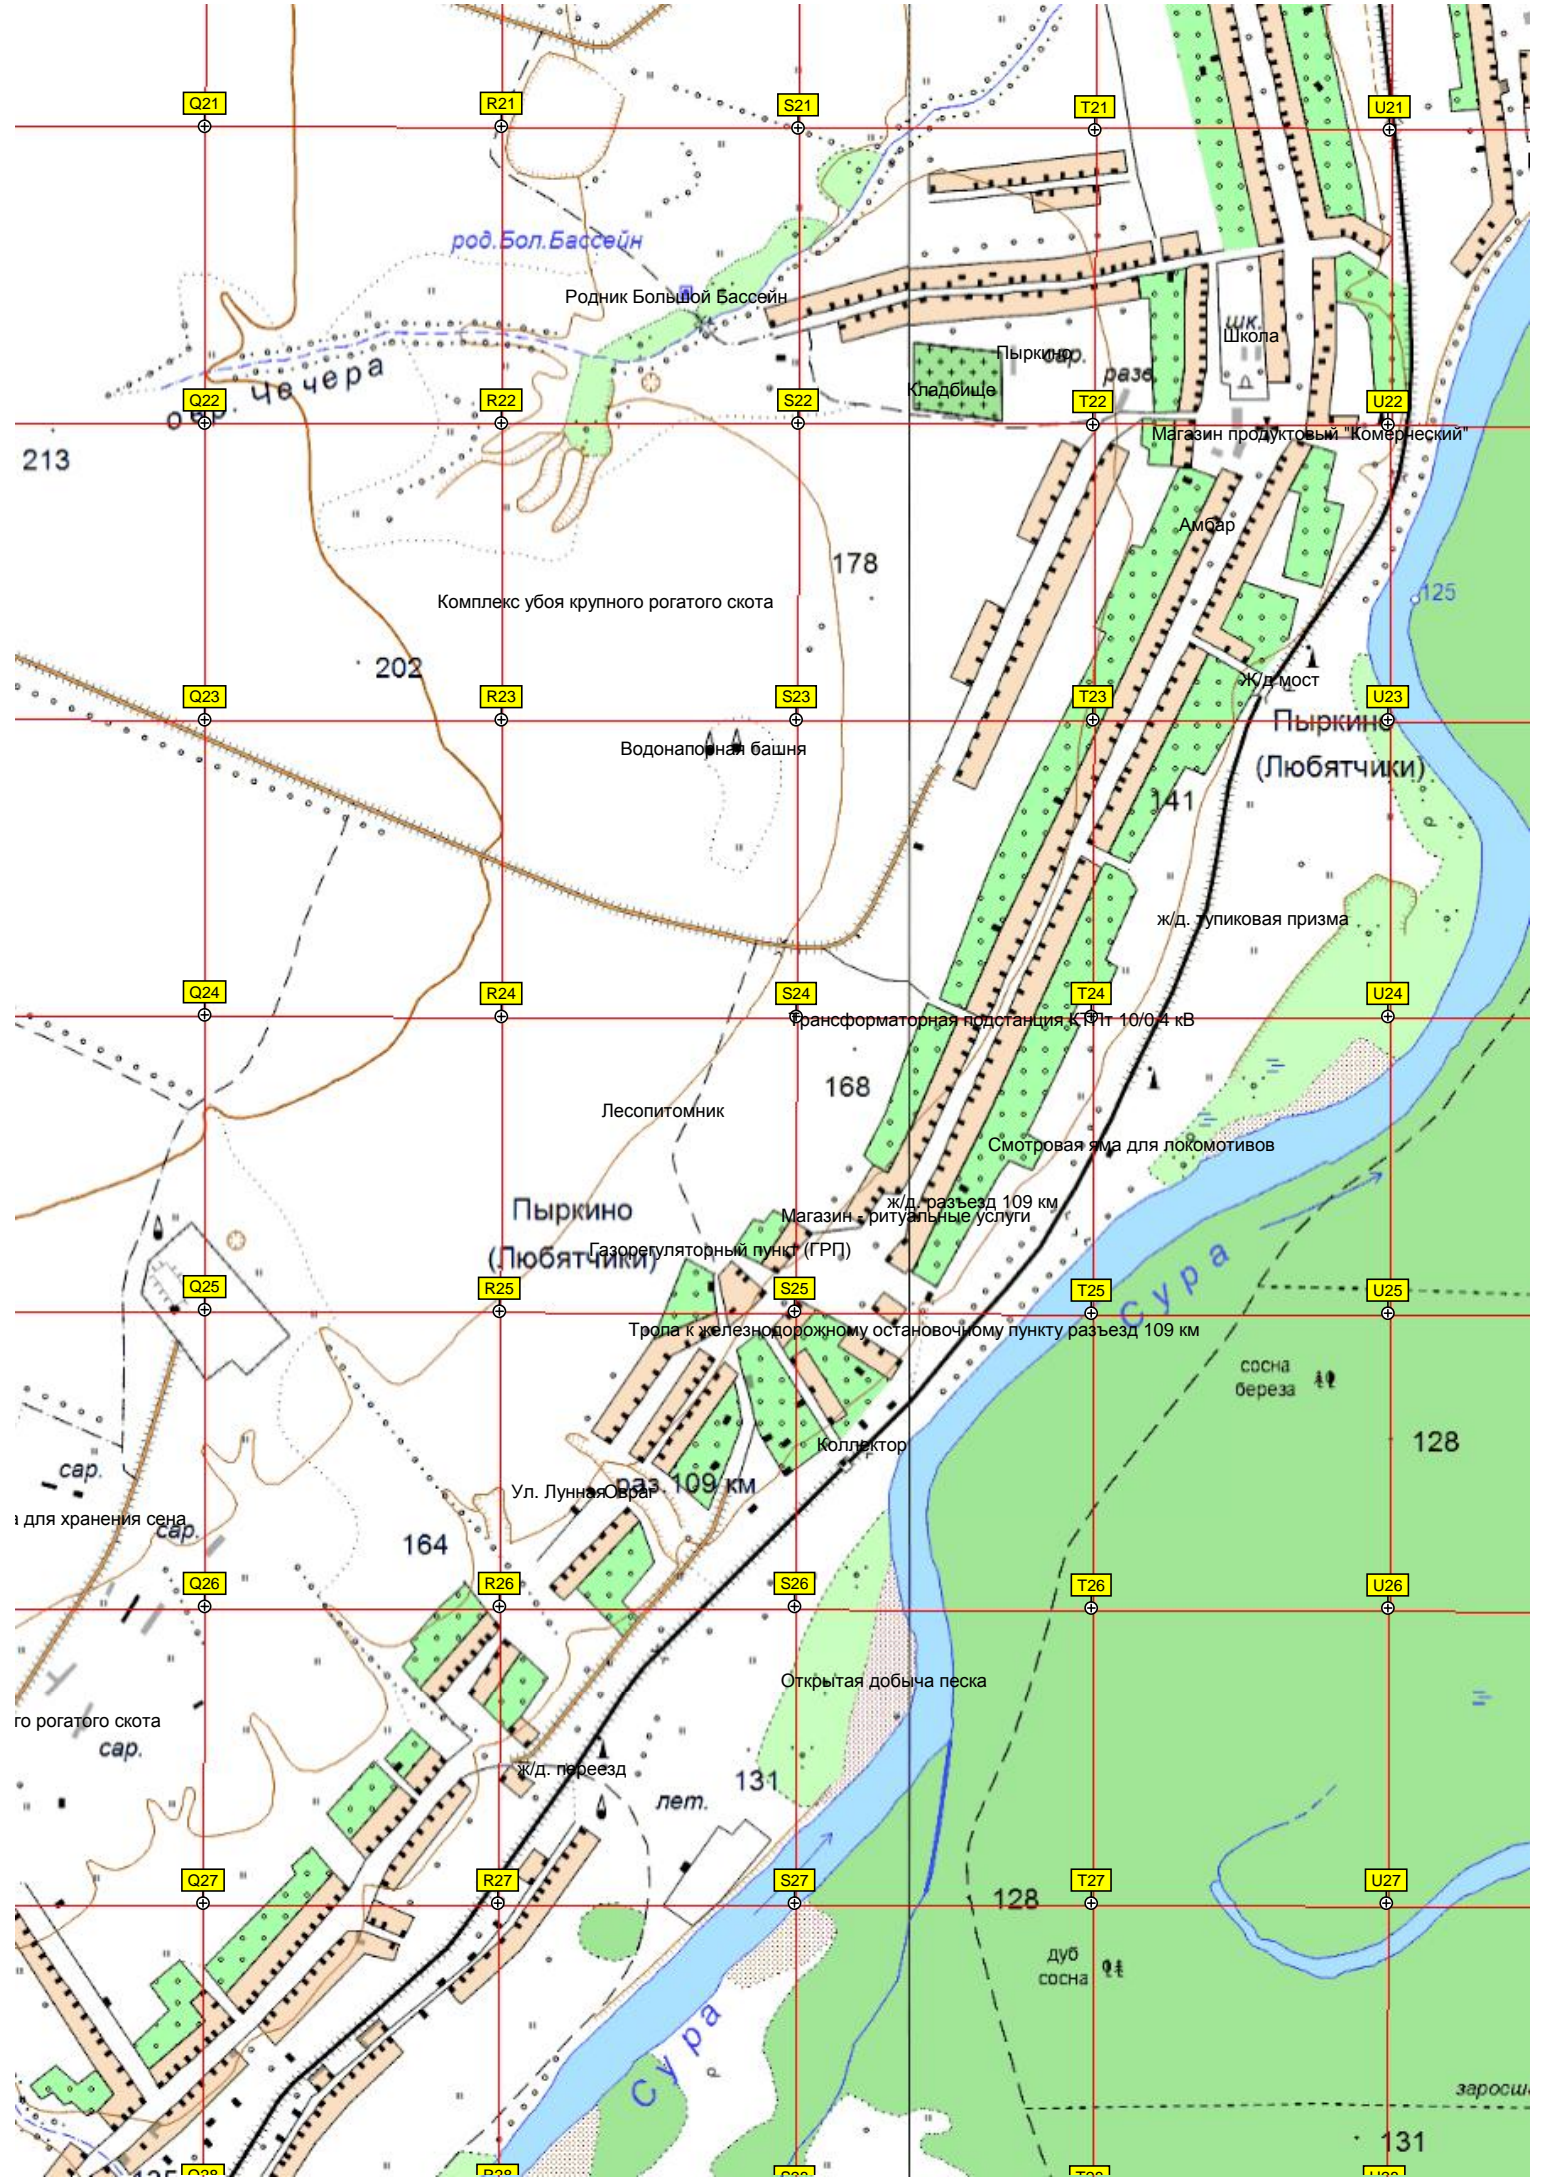 Q21
R21
S21
T21
U21
род.Бол.Бассейн
Родник Большой Бассейн
шк.
Школа
Пыркино
сар.
Кладбище
разв.
овр. Чечера
Q22
R22
S22
T22
U22
213
Магазин продуктовый "Комерческий"
Амбар
178
125
Комплекс убоя крупного рогатого скота
202
Ж/д мост
Q23
R23
S23
T23
U23
Пыркино
(Любятчики)
Водонапорная башня
141
ж/д. тупиковая призма
Q24
R24
S24
T24
U24
Трансформаторная подстанция КТПт 10/0,4 кВ
168
Лесопитомник
Смотровая яма для локомотивов
Пыркино
(Любятчики)
ж/д. разъезд 109 км
Магазин - ритуальные услуги
Газорегуляторный пункт (ГРП)
Сура
Q25
R25
S25
T25
U25
Тропа к железнодорожному остановочному пункту разъезд 109 км
сосна
береза
128
Коллектор
сар.
раз. 109 км
Ул. Лунная
Овраг
для хранения сена
сар.
164
Q26
R26
S26
T26
U26
Открытая добыча песка
го рогатого скота
сар.
ж/д. переезд
131
лет.
Q27
R27
S27
T27
U27
128
дуб
сосна
Сура
заросш
131